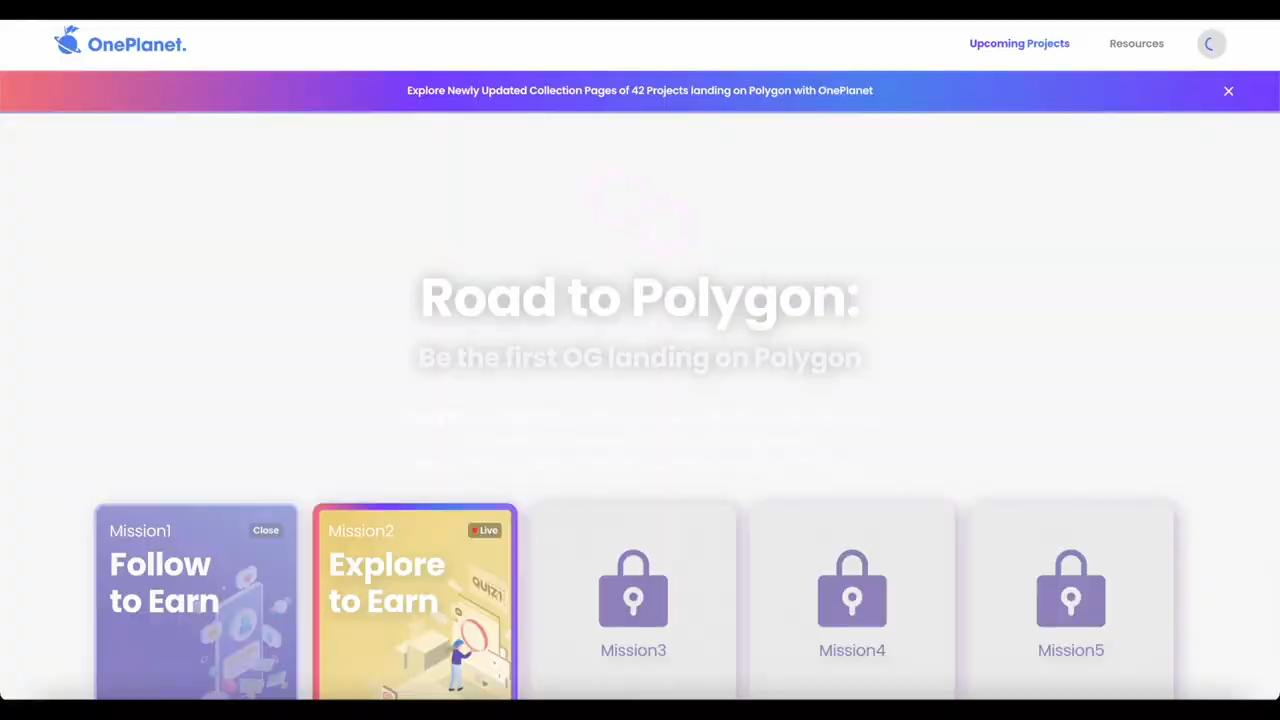 OnePlanet.
Upcoming Projects
Resources
Explore Newly Updated Collection Pages of 42 Projects landing on Polygon with OnePlanet
Road to Polygon:
Be the first OG landing on Polygon
Mission1
Close
Follow
to Earn
Mission2
Live
Explore
to Earn
QUIZ1
Mission3
Mission4
Mission5